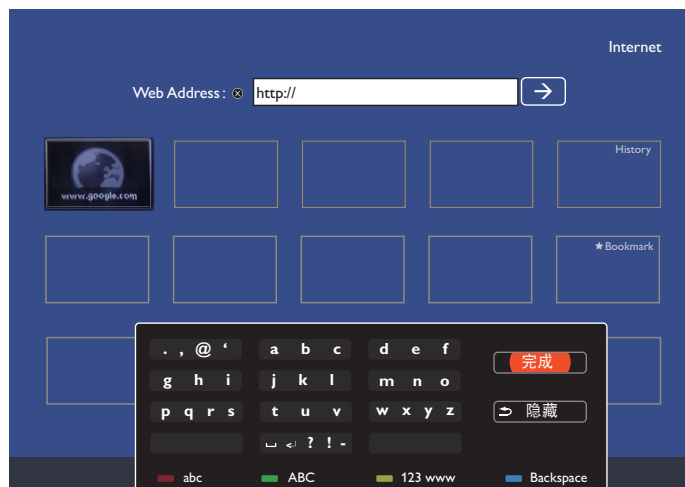 Internet
Web Address : http://
www.google.com
History
★ Bookmark
. , @ ‘ a b c d e f
完成
g h i j k l m n o
p q r s t u v w x y z
隐藏
␣ ↵ ? ! -
abc ABC 123 www Backspace